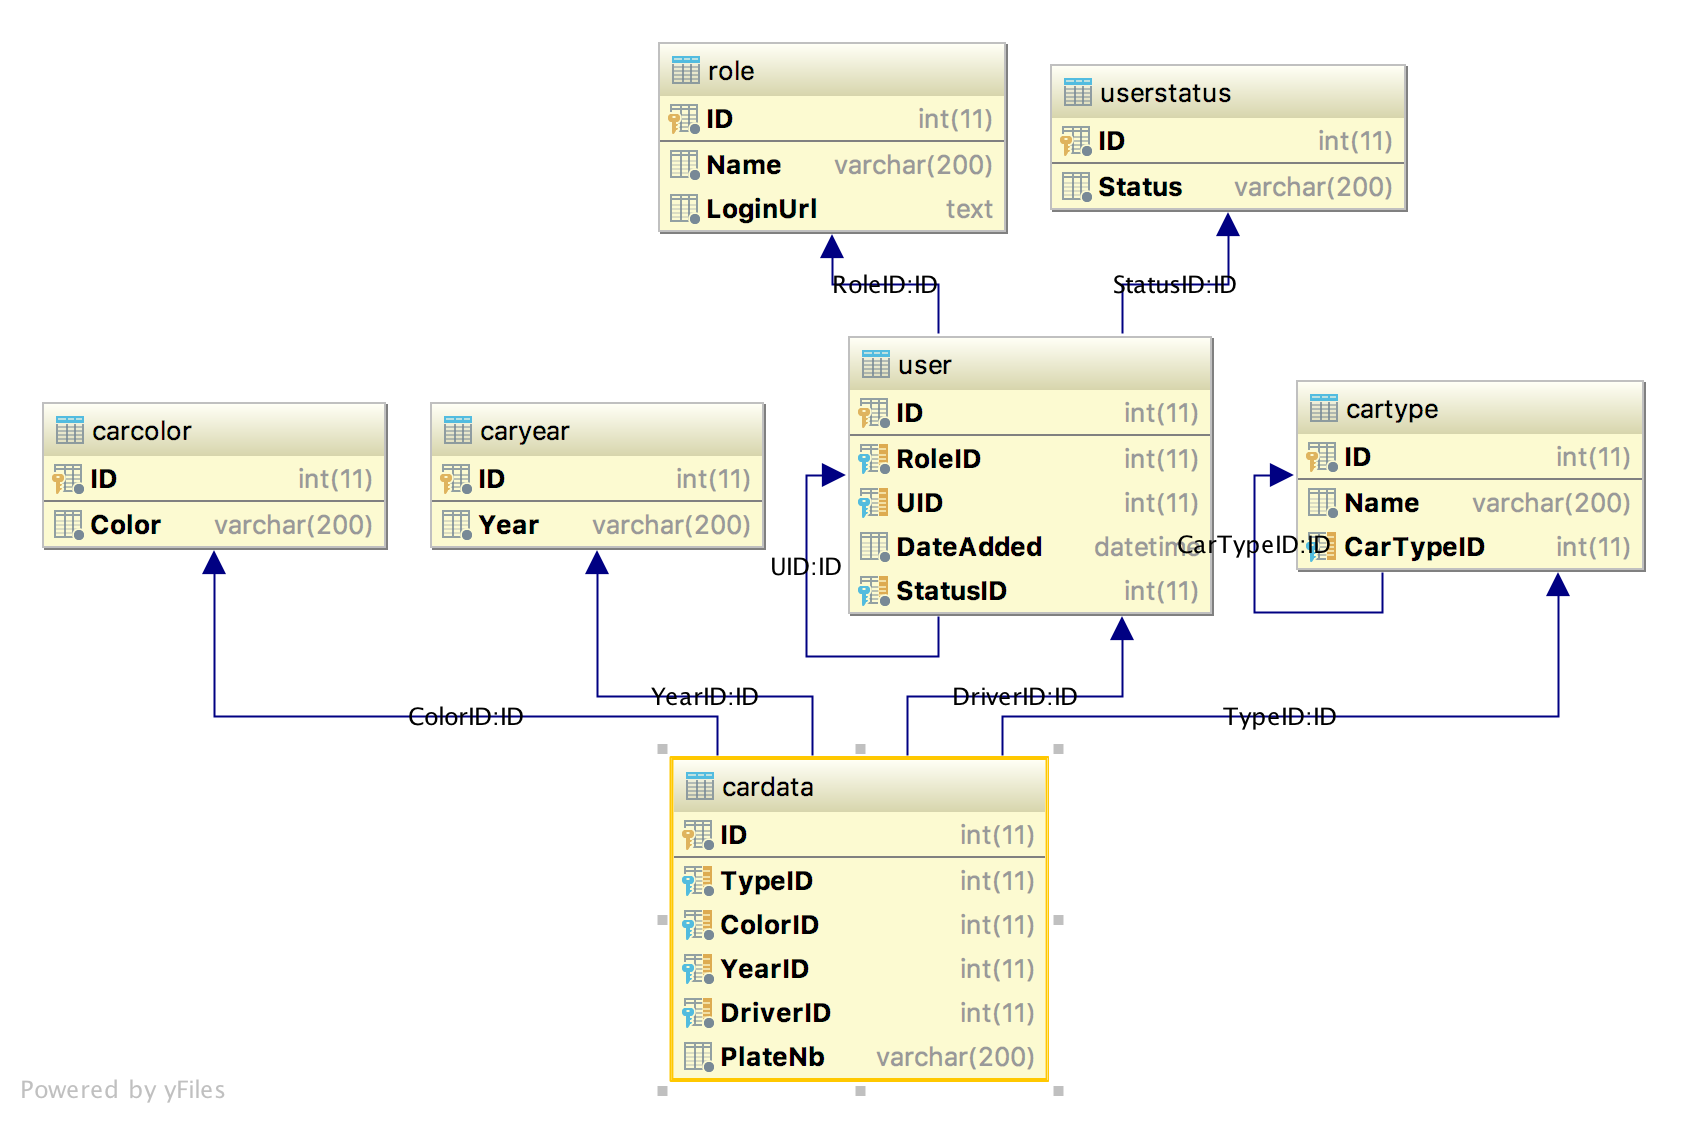 role
ID int(11)
Name varchar(200)
LoginUrl text
userstatus
ID int(11)
Status varchar(200)
RoleID:ID
StatusID:ID
user
ID int(11)
RoleID int(11)
UID int(11)
DateAdded datetime
StatusID int(11)
UID:ID
carcolor
ID int(11)
Color varchar(200)
caryear
ID int(11)
Year varchar(200)
cartype
ID int(11)
Name varchar(200)
CarTypeID int(11)
CarTypeID:ID
ColorID:ID
YearID:ID
DriverID:ID
TypeID:ID
cardata
ID int(11)
TypeID int(11)
ColorID int(11)
YearID int(11)
DriverID int(11)
PlateNb varchar(200)
Powered by yFiles